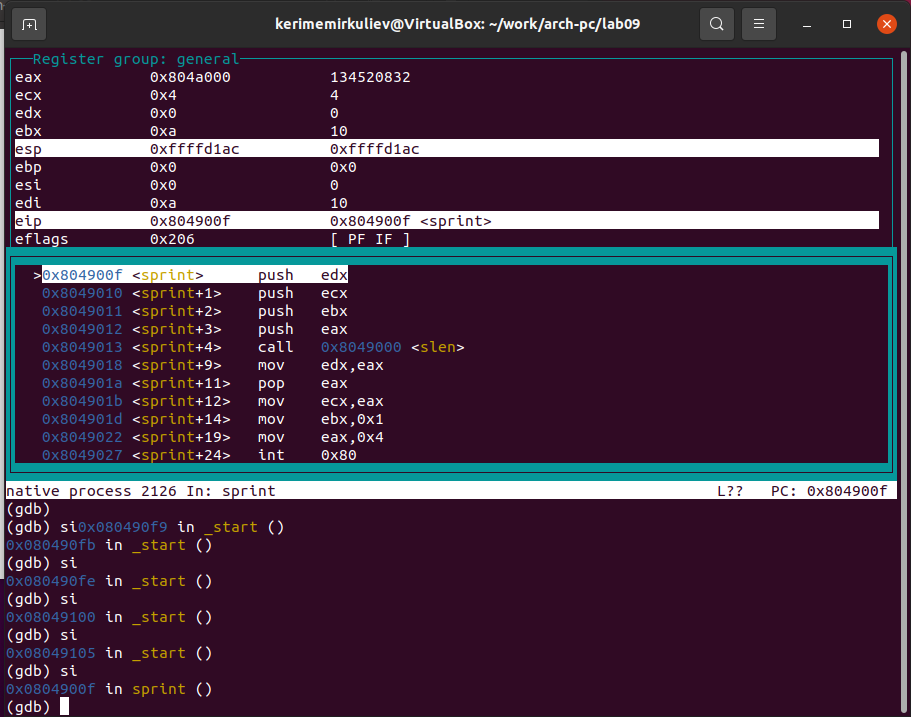 kerimemirkuliev@VirtualBox: ~/work/arch-pc/lab09
Register group: general
eax 0x804a000 134520832
ecx 0x4 4
edx 0x0 0
ebx 0xa 10
esp 0xffffd1ac 0xffffd1ac
ebp 0x0 0x0
esi 0x0 0
edi 0xa 10
eip 0x804900f 0x804900f <sprint>
eflags 0x206 [ PF IF ]
>0x804900f <sprint> push edx
0x8049010 <sprint+1> push ecx
0x8049011 <sprint+2> push ebx
0x8049012 <sprint+3> push eax
0x8049013 <sprint+4> call 0x8049000 <slen>
0x8049018 <sprint+9> mov edx,eax
0x804901a <sprint+11> pop eax
0x804901b <sprint+12> mov ecx,eax
0x804901d <sprint+14> mov ebx,0x1
0x8049022 <sprint+19> mov eax,0x4
0x8049027 <sprint+24> int 0x80
native process 2126 In: sprint L?? PC: 0x804900f
(gdb)
(gdb) si0x080490f9 in _start ()
0x080490fb in _start ()
(gdb) si
0x080490fe in _start ()
(gdb) si
0x08049100 in _start ()
(gdb) si
0x08049105 in _start ()
(gdb) si
0x0804900f in sprint ()
(gdb)